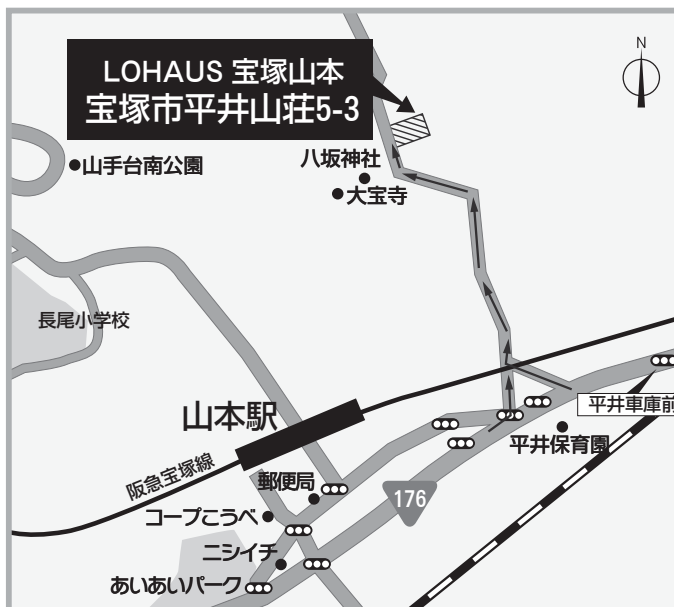 N
LOHAUS 宝塚山本
宝塚市平井山荘5-3
八坂神社
山手台南公園
大宝寺
長尾小学校
山本駅
平井車庫前
平井保育園
阪急宝塚線
郵便局
176
コープこうべ
ニシイチ
あいあいパーク